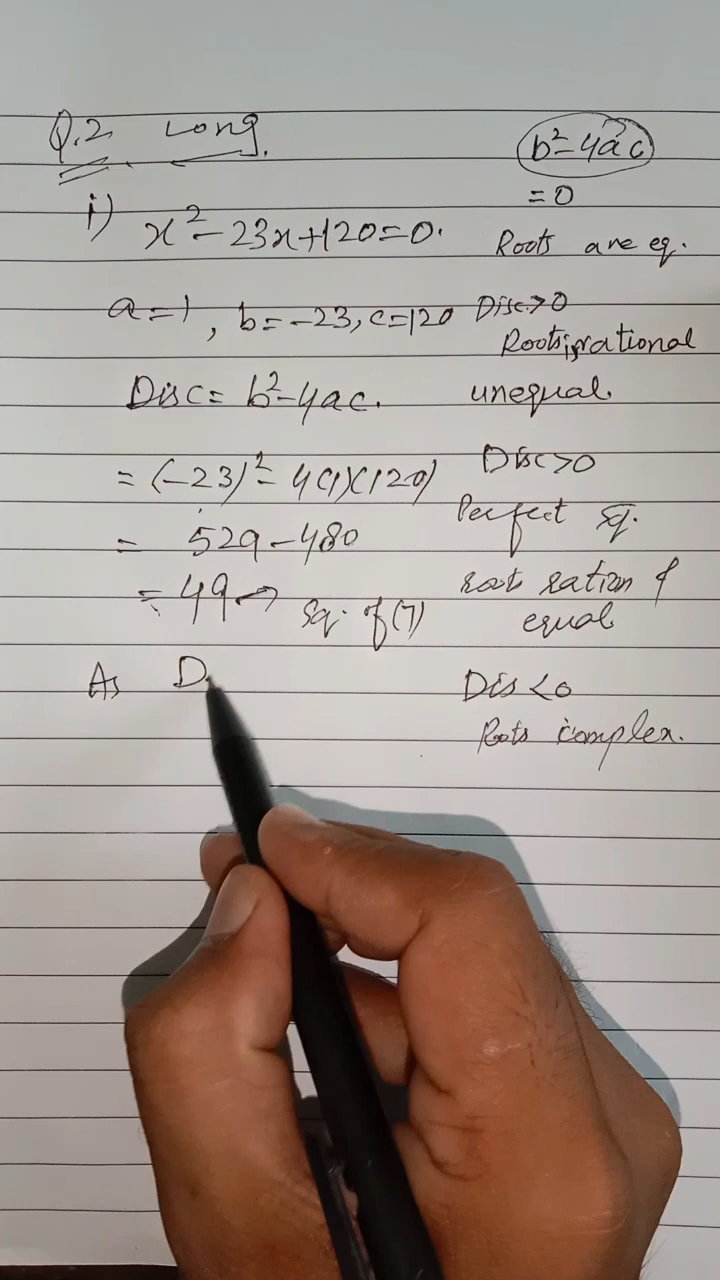 Q.2 Long.
i) x²-23x+120=0.
a=1, b=-23, c=120
Disc= b²-4ac.
= (-23)²-4(1)(120)
= 529-480
= 49→ Sq. of (7)
As D
b²-4ac
=0
Roots are eq.
Disc>0
Roots irrational
unequal
Disc>0
Perfect sq.
root ration &
equal
Dis<0
Roots complex.